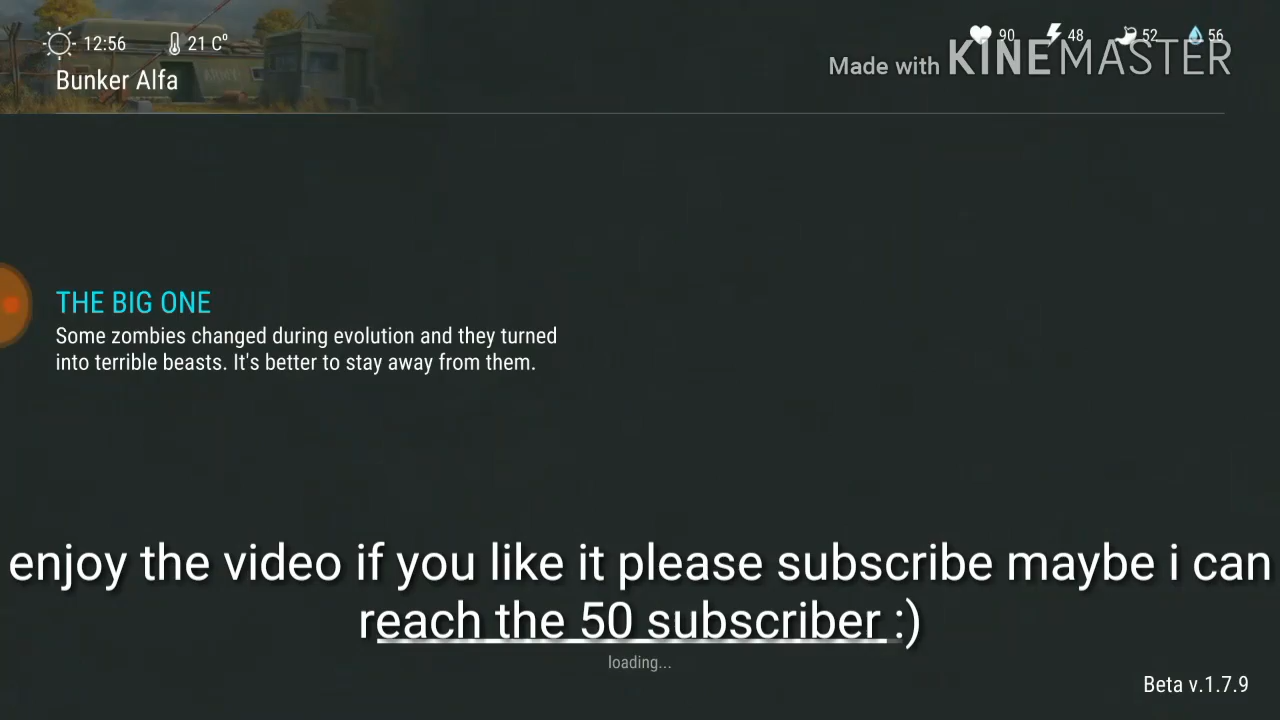 12:56 21 C° 90 48 52 56
Made with KINEMASTER
Bunker Alfa
THE BIG ONE
Some zombies changed during evolution and they turned
into terrible beasts. It's better to stay away from them.
enjoy the video if you like it please subscribe maybe i can
reach the 50 subscriber :)
loading...
Beta v.1.7.9